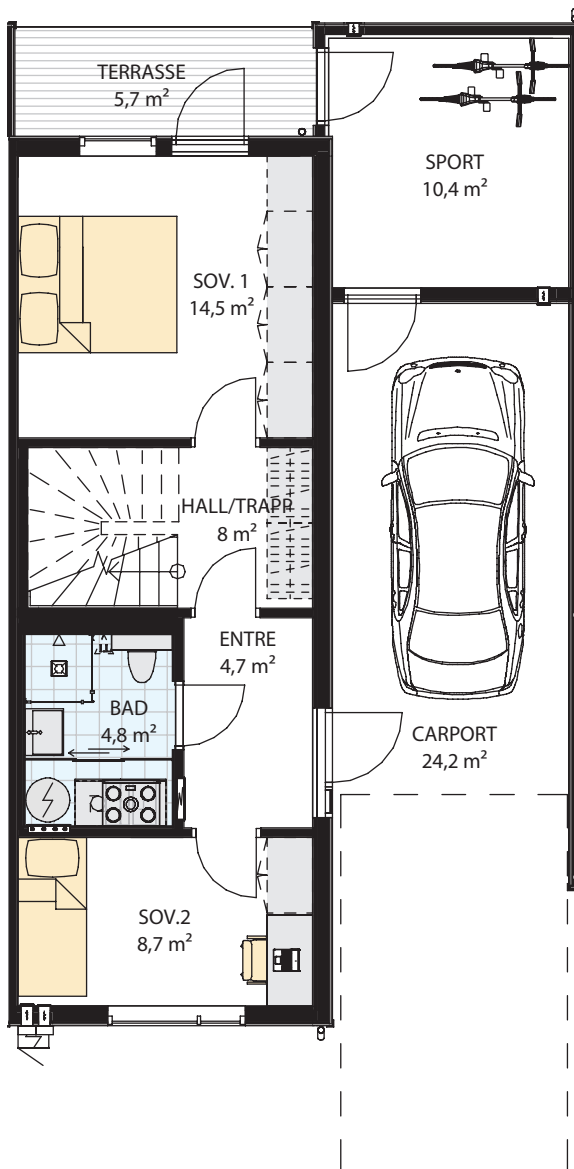 TERRASSE
5,7 m²
SPORT
10,4 m²
SOV. 1
14,5 m²
HALL/TRAPP
8 m²
ENTRE
4,7 m²
BAD
4,8 m²
CARPORT
24,2 m²
SOV.2
8,7 m²